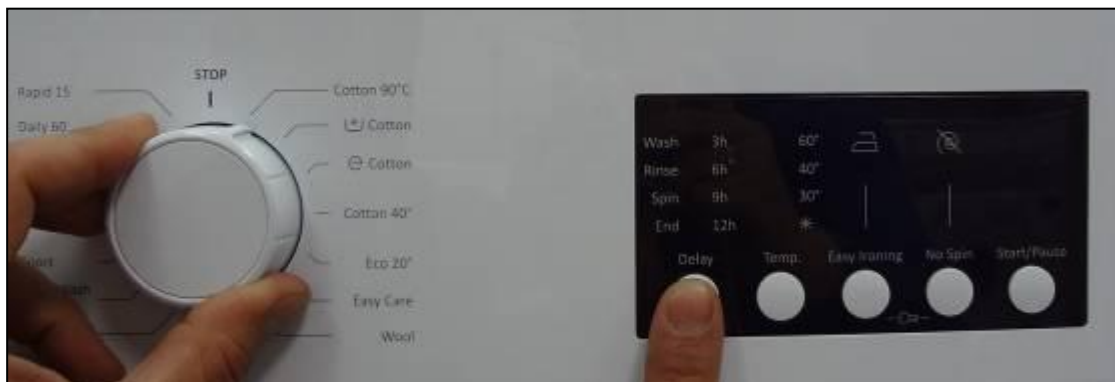 STOP
Rapid 15
Daily 60
Cotton 90°C
Cotton
Cotton
Cotton 40°
Eco 20°
Easy Care
Wool
Wash 3h 60°
Rinse 6h 40°
Spin 9h 30°
End 12h
Delay Temp. Easy Ironing No Spin Start/Pause